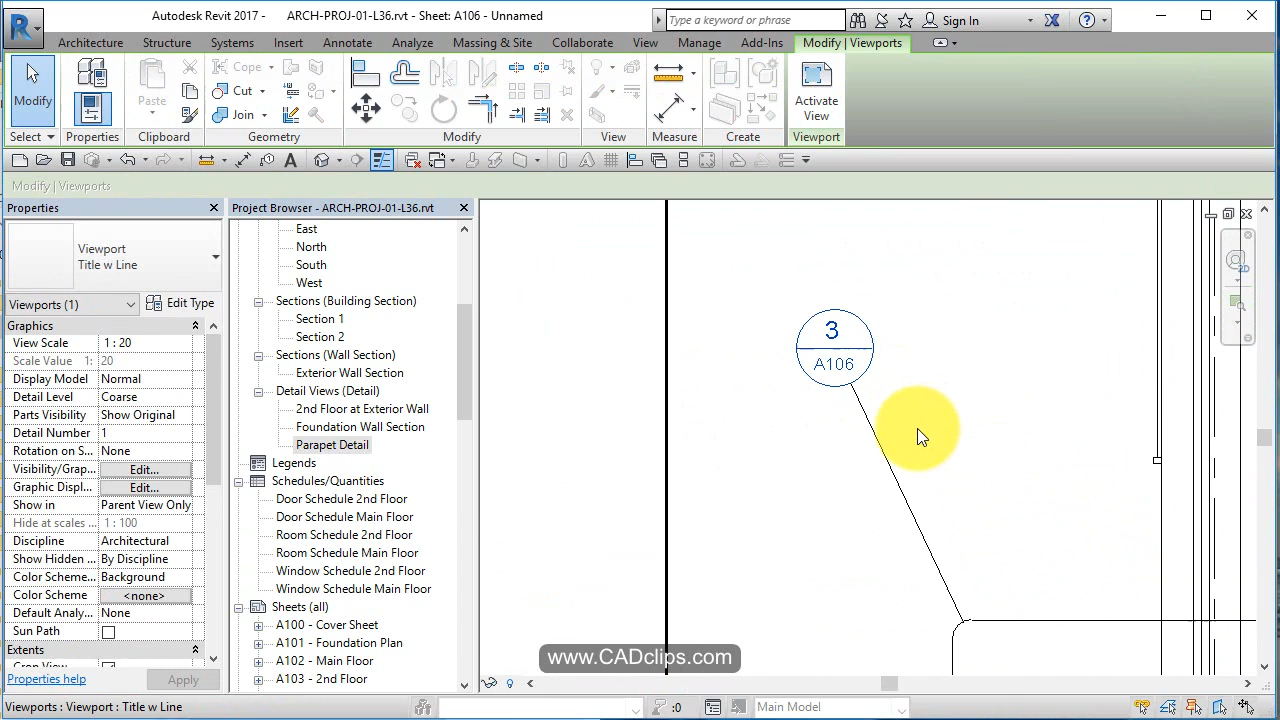 Autodesk Revit 2017 - ARCH-PROJ-01-L36.rvt - Sheet: A106 - Unnamed
Type a keyword or phrase
Sign In
Architecture Structure Systems Insert Annotate Analyze Massing & Site Collaborate View Manage Add-Ins Modify | Viewports
Modify
Paste
Cope
Cut
Join
Activate
View
Select Properties Clipboard Geometry Modify View Measure Create Viewport
Modify | Viewports
Properties
Viewport
Title w Line
Viewports (1) Edit Type
Graphics
View Scale 1 : 20
Scale Value 1: 20
Display Model Normal
Detail Level Coarse
Parts Visibility Show Original
Detail Number 1
Rotation on S... None
Visibility/Grap... Edit...
Graphic Displ... Edit...
Show in Parent View Only
Hide at scales ... 1 : 100
Discipline Architectural
Show Hidden ... By Discipline
Color Scheme... Background
Color Scheme <none>
Default Analy... None
Sun Path
Extents
Crop View
Properties help Apply
Project Browser - ARCH-PROJ-01-L36.rvt
East
North
South
West
Sections (Building Section)
Section 1
Section 2
Sections (Wall Section)
Exterior Wall Section
Detail Views (Detail)
2nd Floor at Exterior Wall
Foundation Wall Section
Parapet Detail
Legends
Schedules/Quantities
Door Schedule 2nd Floor
Door Schedule Main Floor
Room Schedule 2nd Floor
Room Schedule Main Floor
Window Schedule 2nd Floor
Window Schedule Main Floor
Sheets (all)
A100 - Cover Sheet
A101 - Foundation Plan
A102 - Main Floor
A103 - 2nd Floor
3
A106
2D
www.CADclips.com
Viewports : Viewport : Title w Line
:0
Main Model